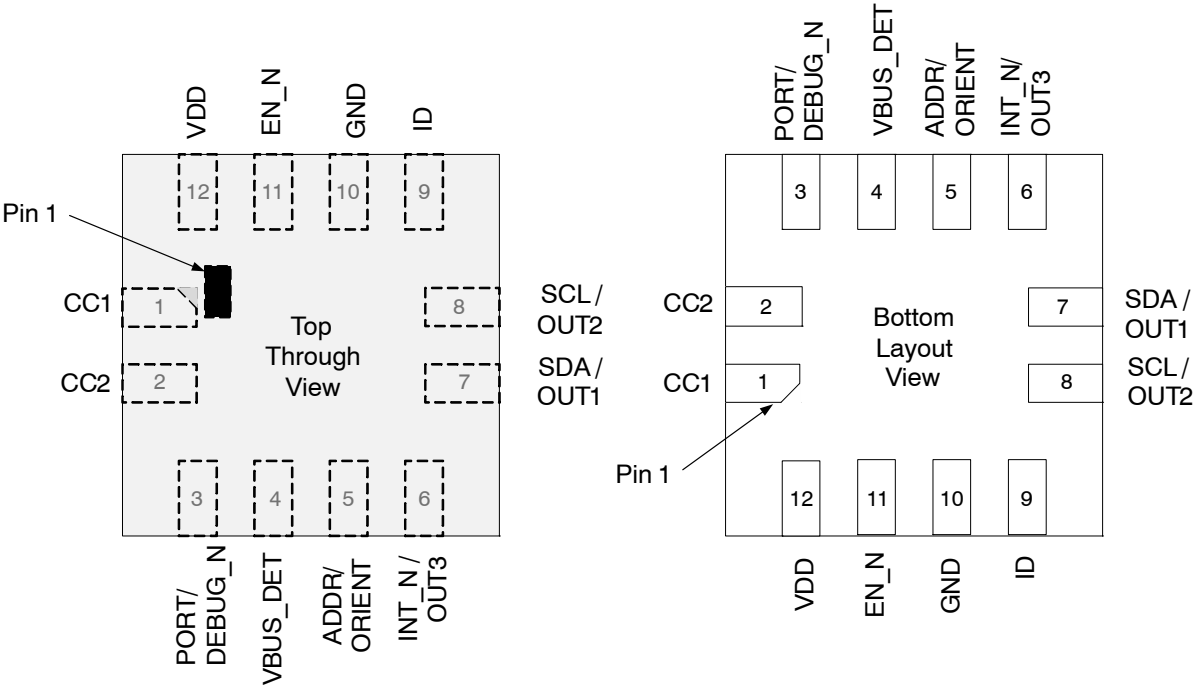 VDD
EN_N
GND
ID
12
11
10
9
Pin 1
CC1
1
8
SCL /
OUT2
Top
Through
View
CC2
2
7
SDA /
OUT1
3
4
5
6
PORT/
DEBUG_N
VBUS_DET
ADDR/
ORIENT
INT_N /
OUT3
PORT/
DEBUG_N
VBUS_DET
ADDR/
ORIENT
INT_N/
OUT3
3
4
5
6
CC2
2
7
SDA /
OUT1
Bottom
Layout
View
CC1
1
8
SCL /
OUT2
Pin 1
12
11
10
9
VDD
EN_N
GND
ID